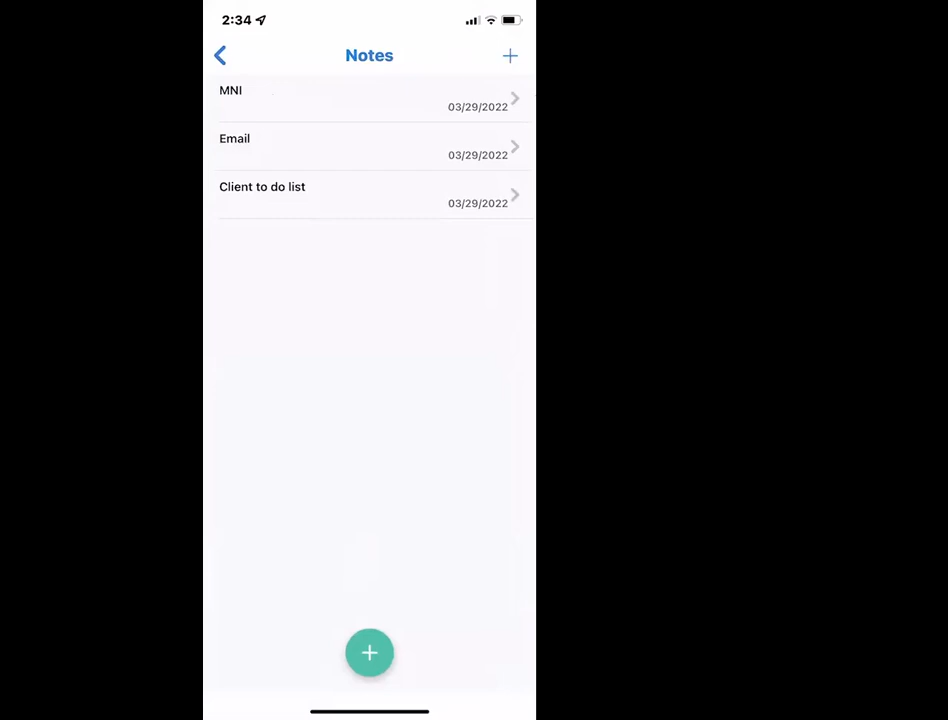 2:34
Notes
MNI
03/29/2022
Email
03/29/2022
Client to do list
03/29/2022